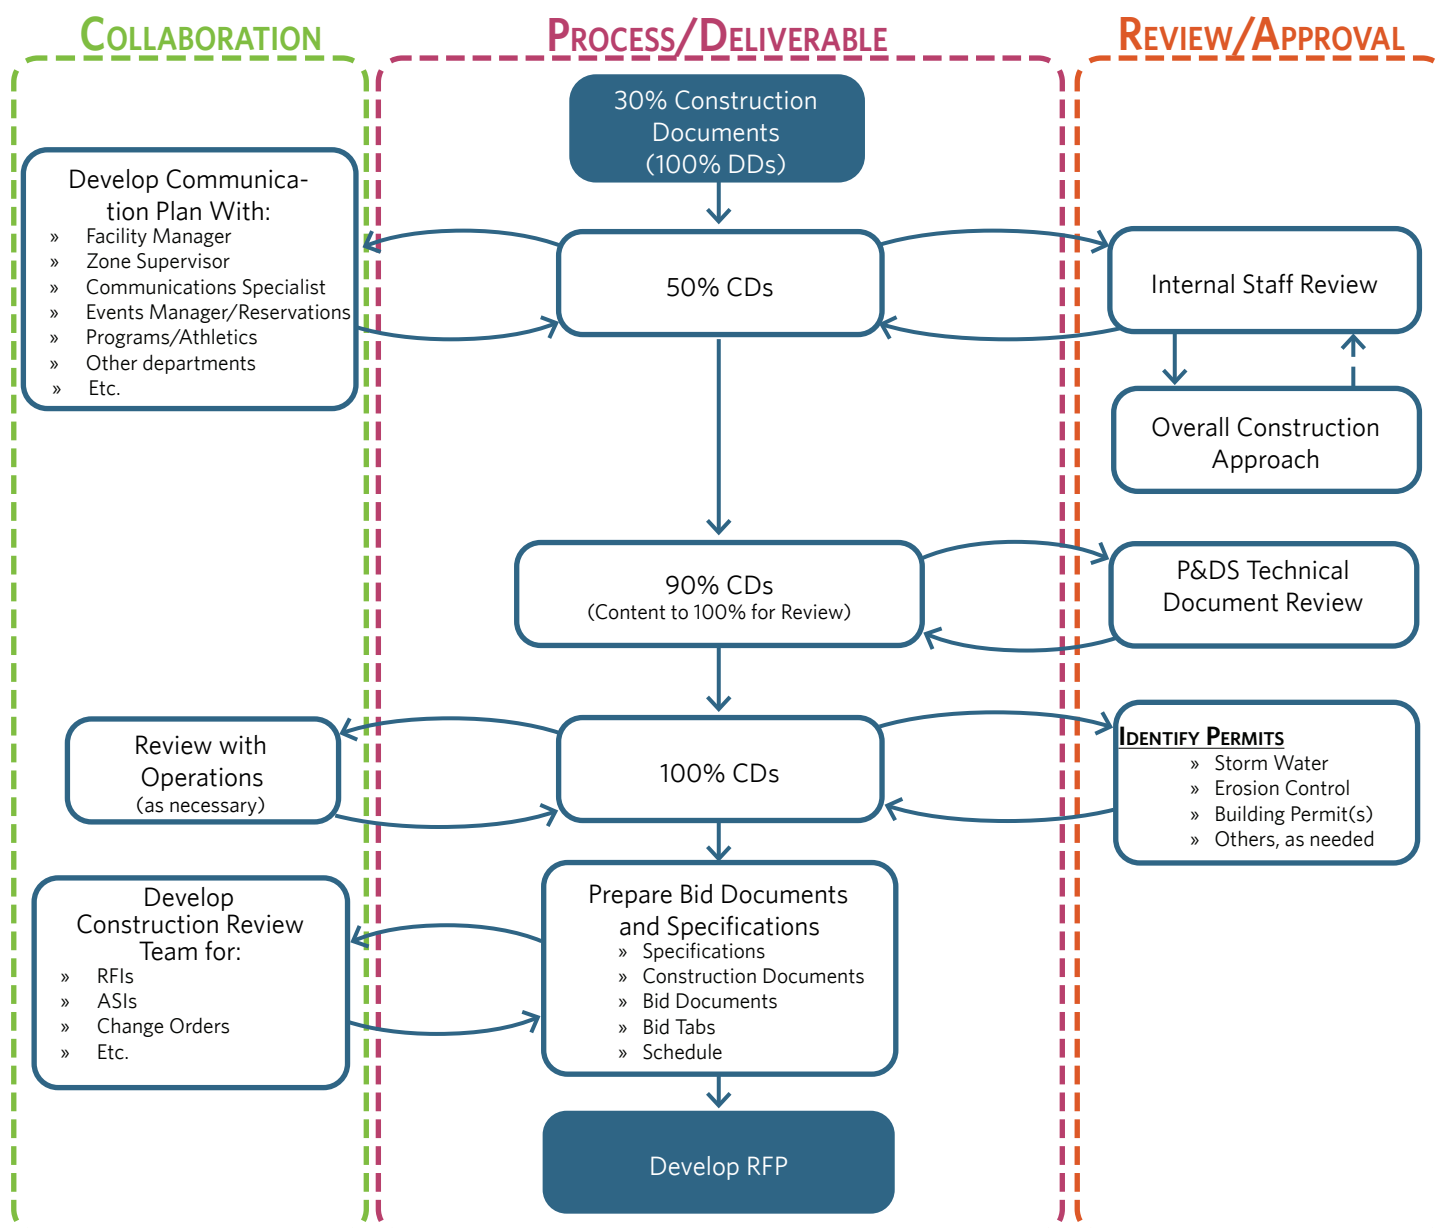 COLLABORATION
PROCESS/DELIVERABLE
REVIEW/APPROVAL
30% Construction
Documents
(100% DDs)
Develop Communica-
tion Plan With:
» Facility Manager
» Zone Supervisor
» Communications Specialist
» Events Manager/Reservations
» Programs/Athletics
» Other departments
» Etc.
50% CDs
Internal Staff Review
Overall Construction
Approach
90% CDs
(Content to 100% for Review)
P&DS Technical
Document Review
Review with
Operations
(as necessary)
100% CDs
IDENTIFY PERMITS
» Storm Water
» Erosion Control
» Building Permit(s)
» Others, as needed
Develop
Construction Review
Team for:
» RFIs
» ASIs
» Change Orders
» Etc.
Prepare Bid Documents
and Specifications
» Specifications
» Construction Documents
» Bid Documents
» Bid Tabs
» Schedule
Develop RFP